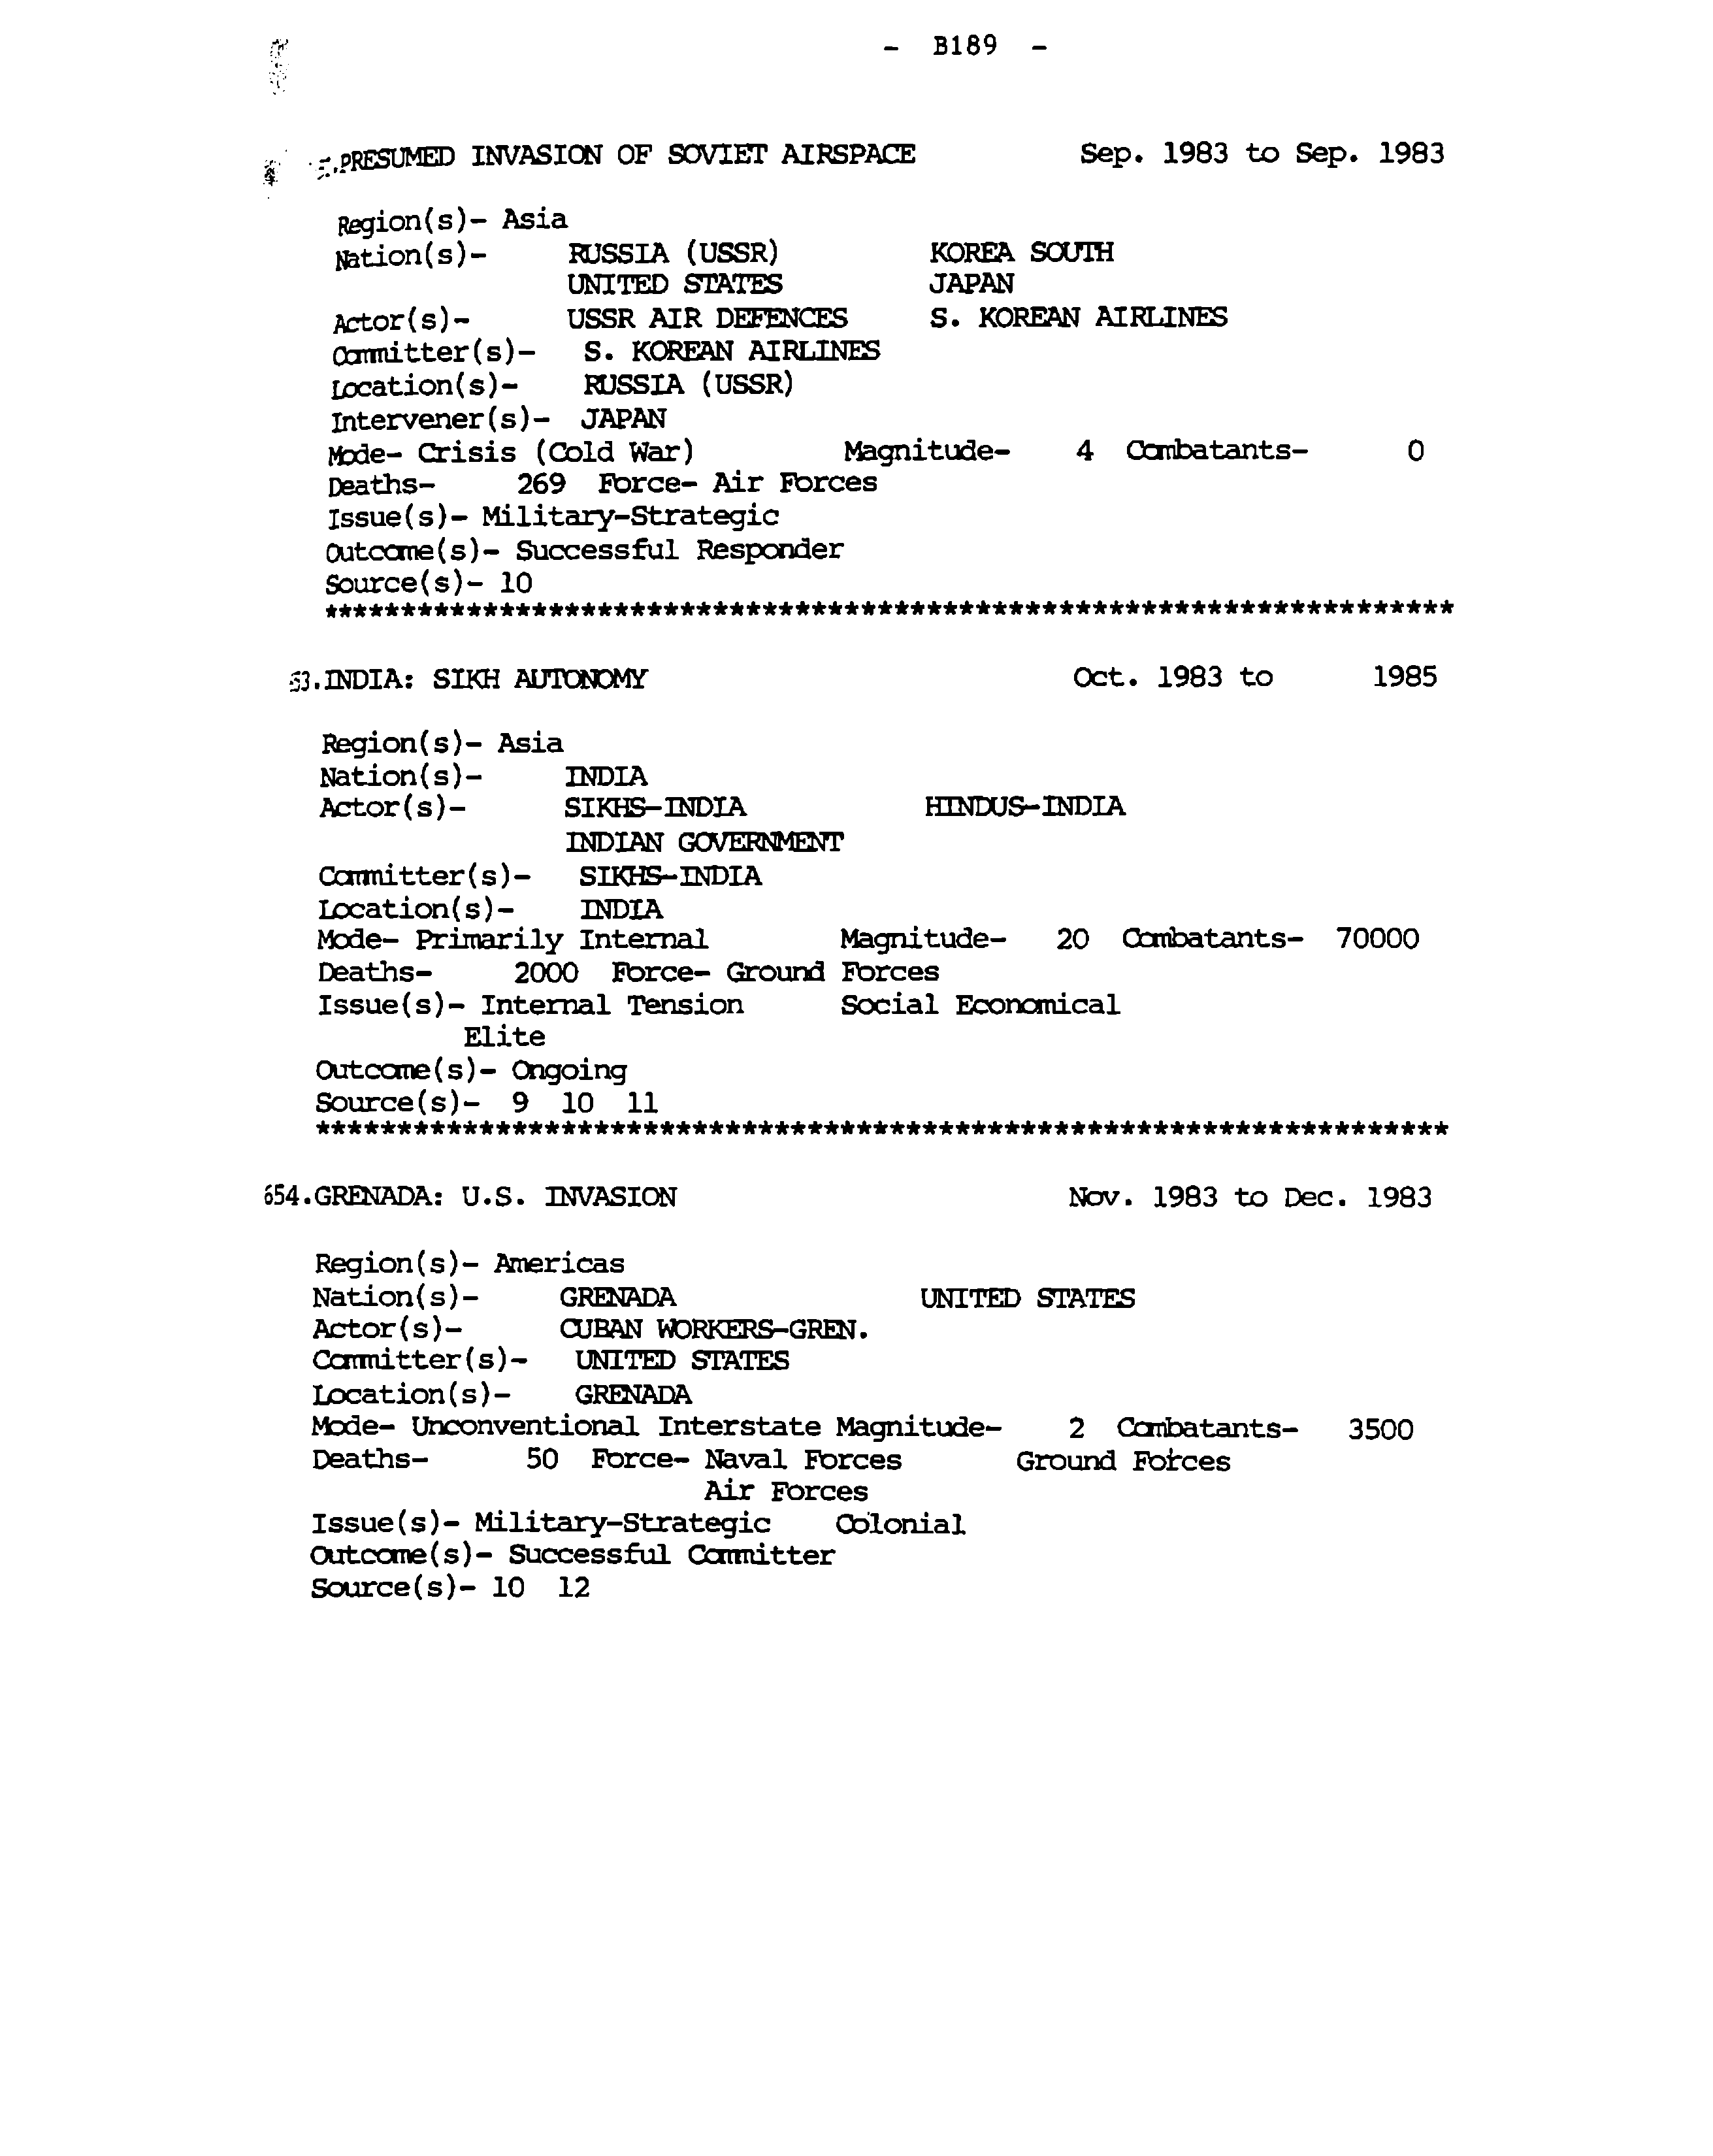 - B189 -
PRESUMED INVASION OF SOVIET AIRSPACE Sep. 1983 to Sep. 1983
Region(s)- Asia
Nation(s)- RUSSIA (USSR) KOREA SOUTH
UNITED STATES JAPAN
Actor(s)- USSR AIR DEFENCES S. KOREAN AIRLINES
Committer(s)- S. KOREAN AIRLINES
Location(s)- RUSSIA (USSR)
Intervener(s)- JAPAN
Mode- Crisis (Cold War) Magnitude- 4 Combatants- 0
Deaths- 269 Force- Air Forces
Issue(s)- Military-Strategic
Outcome(s)- Successful Responder
Source(s)- 10
*********************************************************************
53.INDIA: SIKH AUTONOMY Oct. 1983 to 1985
Region(s)- Asia
Nation(s)- INDIA
Actor(s)- SIKHS-INDIA HINDUS-INDIA
INDIAN GOVERNMENT
Committer(s)- SIKHS-INDIA
Location(s)- INDIA
Mode- Primarily Internal Magnitude- 20 Combatants- 70000
Deaths- 2000 Force- Ground Forces
Issue(s)- Internal Tension Social Economical
Elite
Outcome(s)- Ongoing
Source(s)- 9 10 11
*********************************************************************
654.GRENADA: U.S. INVASION Nov. 1983 to Dec. 1983
Region(s)- Americas
Nation(s)- GRENADA UNITED STATES
Actor(s)- CUBAN WORKERS-GREN.
Committer(s)- UNITED STATES
Location(s)- GRENADA
Mode- Unconventional Interstate Magnitude- 2 Combatants- 3500
Deaths- 50 Force- Naval Forces Ground Forces
Air Forces
Issue(s)- Military-Strategic Colonial
Outcome(s)- Successful Committer
Source(s)- 10 12